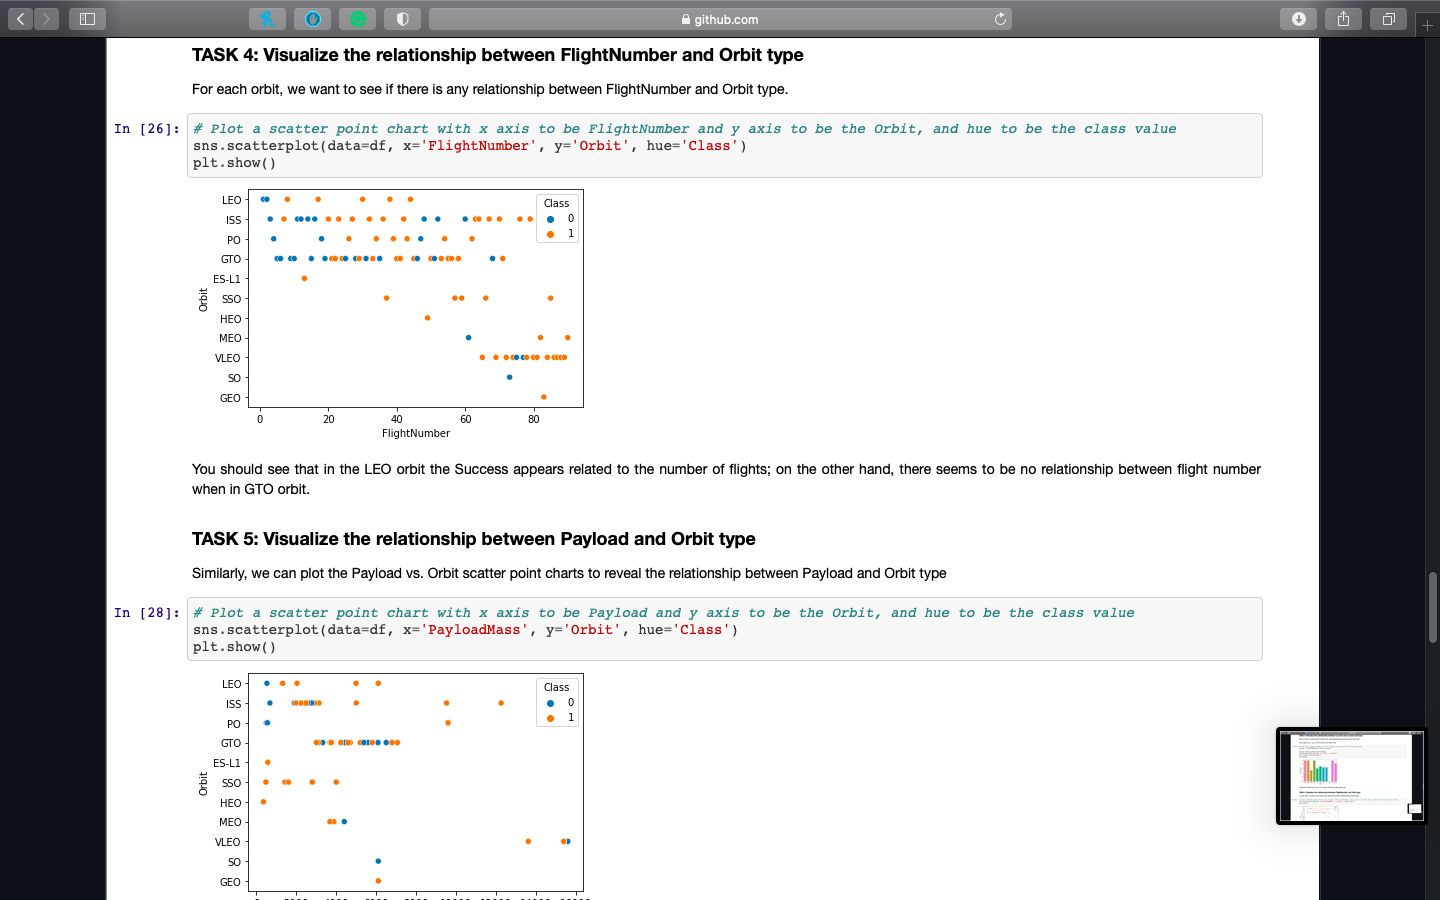 github.com
TASK 4: Visualize the relationship between FlightNumber and Orbit type
For each orbit, we want to see if there is any relationship between FlightNumber and Orbit type.
In [26]:
# Plot a scatter point chart with x axis to be FlightNumber and y axis to be the Orbit, and hue to be the class value
sns.scatterplot(data=df, x='FlightNumber', y='Orbit', hue='Class')
plt.show()
Class
0
1
LEO
ISS
PO
GTO
ES-L1
SSO
HEO
MEO
VLEO
SO
GEO
Orbit
0 20 40 60 80
FlightNumber
You should see that in the LEO orbit the Success appears related to the number of flights; on the other hand, there seems to be no relationship between flight number
when in GTO orbit.
TASK 5: Visualize the relationship between Payload and Orbit type
Similarly, we can plot the Payload vs. Orbit scatter point charts to reveal the relationship between Payload and Orbit type
In [28]:
# Plot a scatter point chart with x axis to be Payload and y axis to be the Orbit, and hue to be the class value
sns.scatterplot(data=df, x='PayloadMass', y='Orbit', hue='Class')
plt.show()
Class
0
1
LEO
ISS
PO
GTO
ES-L1
SSO
HEO
MEO
VLEO
SO
GEO
Orbit